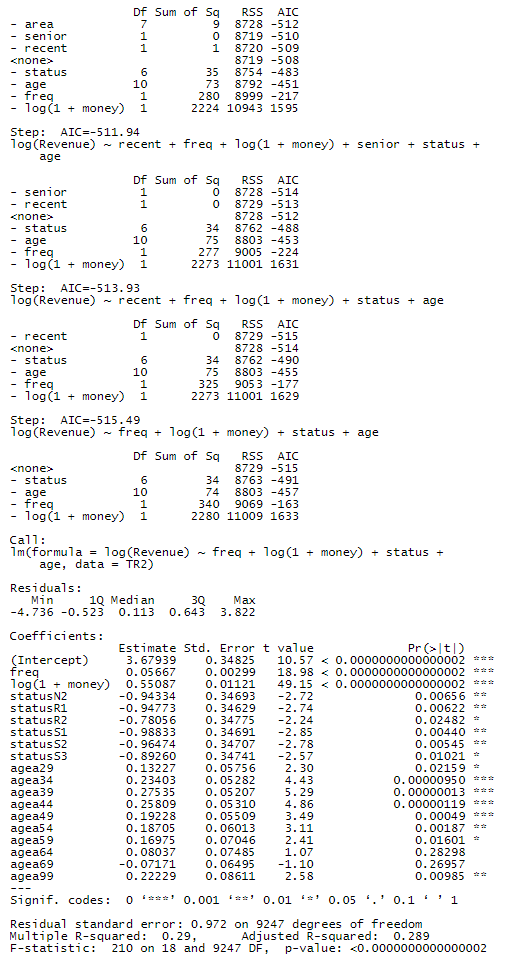 Df Sum of Sq   RSS  AIC
- area            7         9  8728 -512
- senior          1         0  8719 -510
- recent          1         1  8720 -509
<none>                         8719 -508
- status          6        35  8754 -483
- age            10        73  8792 -451
- freq            1       280  8999 -217
- log(1 + money)  1      2224 10943 1595
Step:  AIC=-511.94
log(Revenue) ~ recent + freq + log(1 + money) + senior + status +
    age
                 Df Sum of Sq   RSS  AIC
- senior          1         0  8728 -514
- recent          1         0  8729 -513
<none>                         8728 -512
- status          6        34  8762 -488
- age            10        75  8803 -453
- freq            1       277  9005 -224
- log(1 + money)  1      2273 11001 1631
Step:  AIC=-513.93
log(Revenue) ~ recent + freq + log(1 + money) + status + age
                 Df Sum of Sq   RSS  AIC
- recent          1         0  8729 -515
<none>                         8728 -514
- status          6        34  8762 -490
- age            10        75  8803 -455
- freq            1       325  9053 -177
- log(1 + money)  1      2273 11001 1629
Step:  AIC=-515.49
log(Revenue) ~ freq + log(1 + money) + status + age
                 Df Sum of Sq   RSS  AIC
<none>                         8729 -515
- status          6        34  8763 -491
- age            10        74  8803 -457
- freq            1       340  9069 -163
- log(1 + money)  1      2280 11009 1633
Call:
lm(formula = log(Revenue) ~ freq + log(1 + money) + status +
    age, data = TR2)
Residuals:
   Min     1Q Median     3Q    Max
-4.736 -0.523  0.113  0.643  3.822
Coefficients:
               Estimate Std. Error t value             Pr(>|t|)
(Intercept)     3.67939    0.34825   10.57 < 0.0000000000000002 ***
freq            0.05667    0.00299   18.98 < 0.0000000000000002 ***
log(1 + money)  0.55087    0.01121   49.15 < 0.0000000000000002 ***
statusN2       -0.94334    0.34693   -2.72              0.00656 **
statusR1       -0.94773    0.34629   -2.74              0.00622 **
statusR2       -0.78056    0.34775   -2.24              0.02482 *
statusS1       -0.98833    0.34691   -2.85              0.00440 **
statusS2       -0.96474    0.34707   -2.78              0.00545 **
statusS3       -0.89260    0.34741   -2.57              0.01021 *
agea29          0.13227    0.05756    2.30              0.02159 *
agea34          0.23403    0.05282    4.43           0.00000950 ***
agea39          0.27535    0.05207    5.29           0.00000013 ***
agea44          0.25809    0.05310    4.86           0.00000119 ***
agea49          0.19228    0.05509    3.49              0.00049 ***
agea54          0.18705    0.06013    3.11              0.00187 **
agea59          0.16975    0.07046    2.41              0.01601 *
agea64          0.08037    0.07485    1.07              0.28298
agea69         -0.07171    0.06495   -1.10              0.26957
agea99          0.22229    0.08611    2.58              0.00985 **
---
Signif. codes:  0 ‘***’ 0.001 ‘**’ 0.01 ‘*’ 0.05 ‘.’ 0.1 ‘ ’ 1
Residual standard error: 0.972 on 9247 degrees of freedom
Multiple R-squared:  0.29,	Adjusted R-squared:  0.289
F-statistic:  210 on 18 and 9247 DF,  p-value: <0.0000000000000002